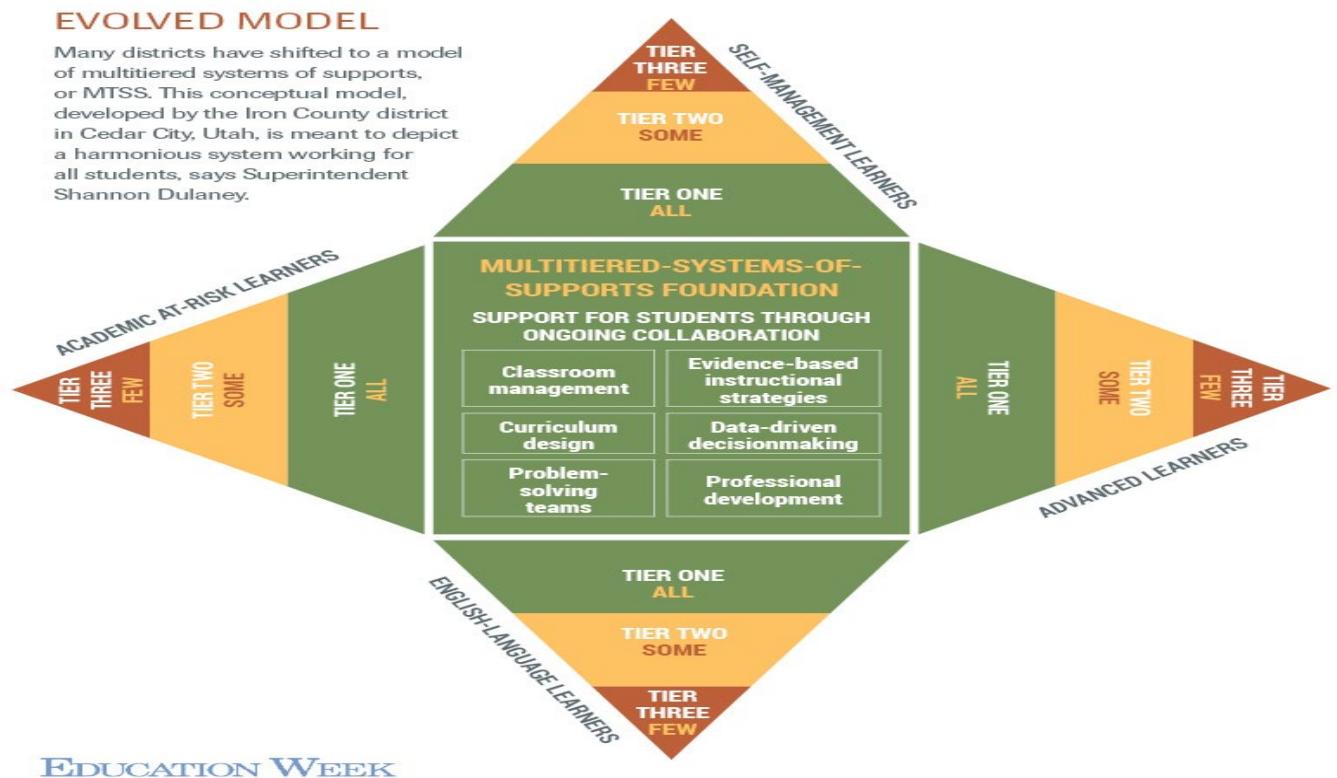 EVOLVED MODEL
Many districts have shifted to a model
of multitiered systems of supports,
or MTSS. This conceptual model,
developed by the Iron County district
in Cedar City, Utah, is meant to depict
a harmonious system working for
all students, says Superintendent
Shannon Dulaney.
TIER
THREE
FEW
TIER TWO
SOME
TIER ONE
ALL
SELF-MANAGEMENT LEARNERS
ACADEMIC AT-RISK LEARNERS
TIER
THREE
FEW
TIER TWO
SOME
TIER ONE
ALL
MULTITIERED-SYSTEMS-OF-
SUPPORTS FOUNDATION
SUPPORT FOR STUDENTS THROUGH
ONGOING COLLABORATION
Classroom
management
Evidence-based
instructional
strategies
Curriculum
design
Data-driven
decisionmaking
Problem-
solving
teams
Professional
development
TIER ONE
ALL
TIER TWO
SOME
TIER
THREE
FEW
ADVANCED LEARNERS
TIER ONE
ALL
TIER TWO
SOME
TIER
THREE
FEW
ENGLISH-LANGUAGE LEARNERS
EDUCATION WEEK